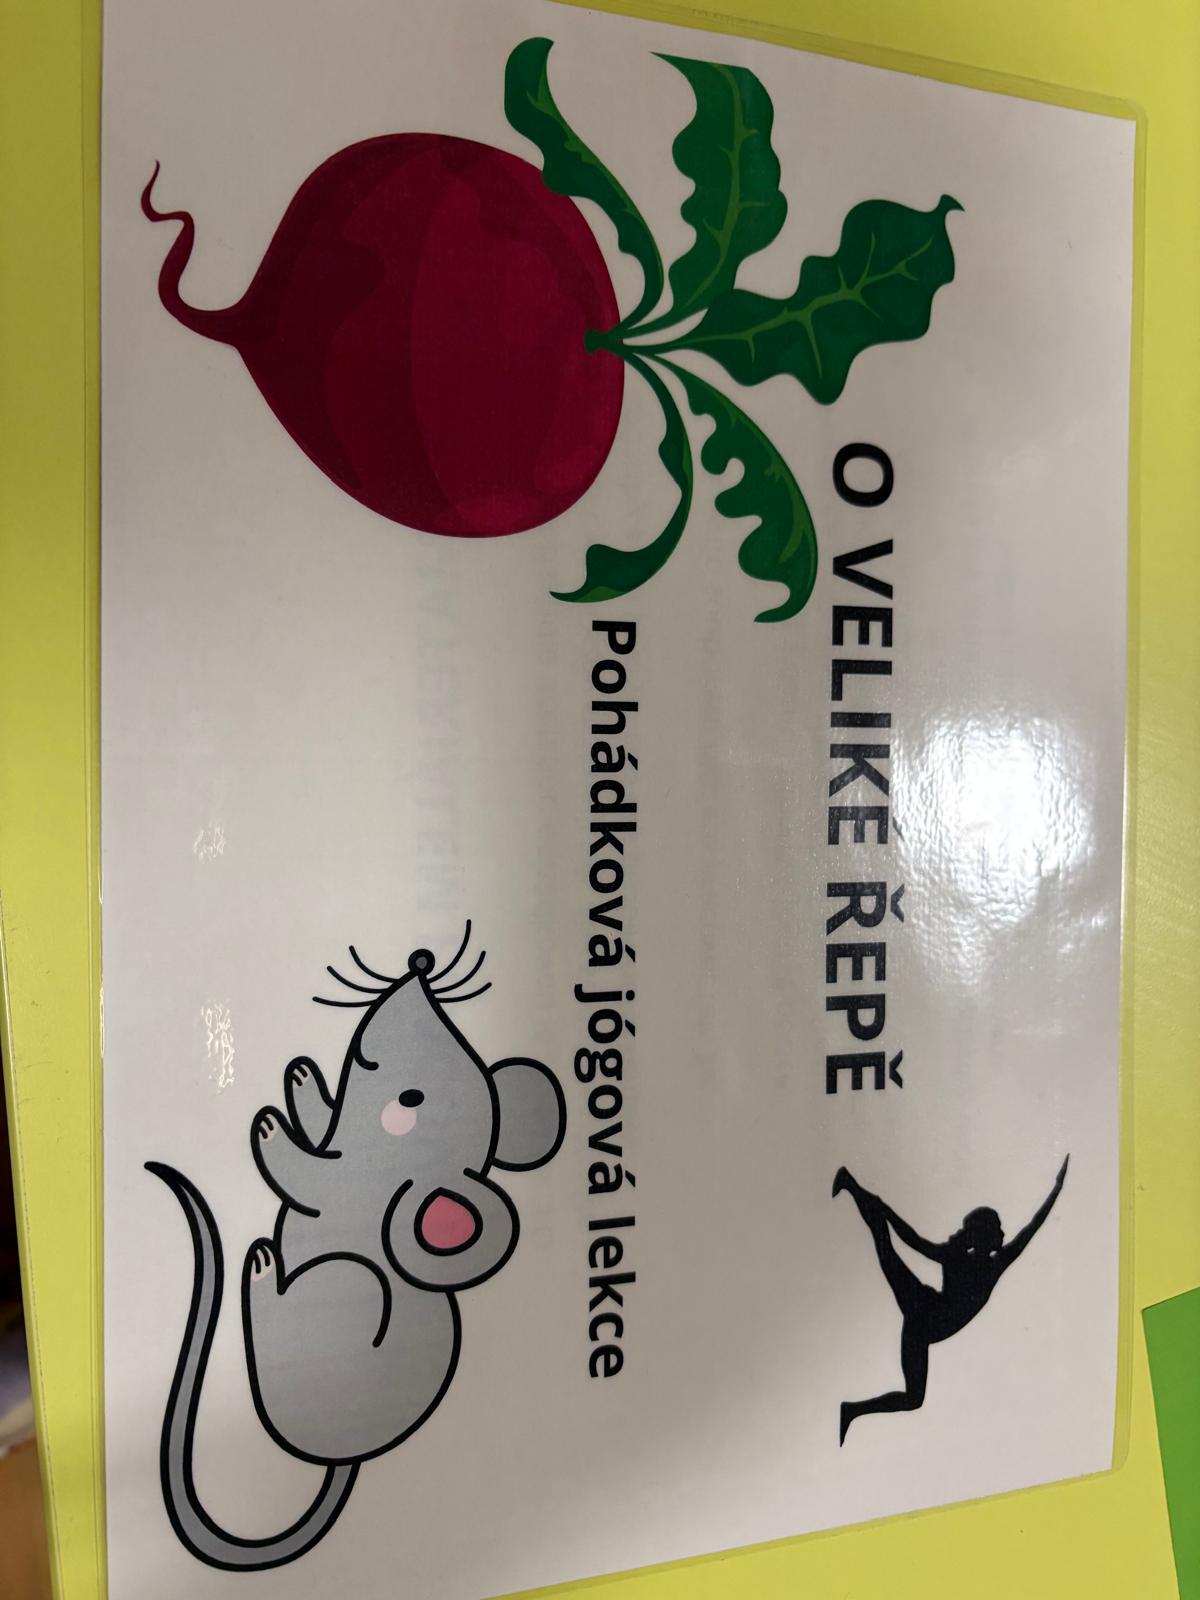 O VELIKÉ ŘEPĚ
Pohádková jógová lekce